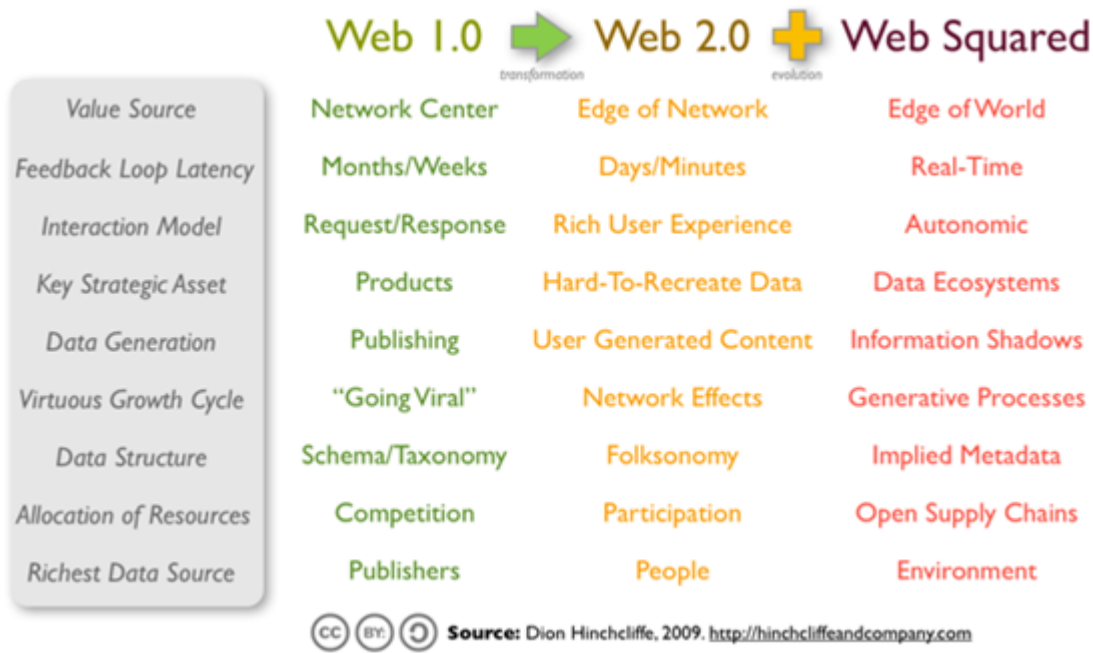 Web 1.0 Web 2.0 Web Squared
transformation evolution
Value Source Network Center Edge of Network Edge of World
Feedback Loop Latency Months/Weeks Days/Minutes Real-Time
Interaction Model Request/Response Rich User Experience Autonomic
Key Strategic Asset Products Hard-To-Recreate Data Data Ecosystems
Data Generation Publishing User Generated Content Information Shadows
Virtuous Growth Cycle “Going Viral” Network Effects Generative Processes
Data Structure Schema/Taxonomy Folksonomy Implied Metadata
Allocation of Resources Competition Participation Open Supply Chains
Richest Data Source Publishers People Environment
CC BY: Source: Dion Hinchcliffe, 2009. http://hinchcliffeandcompany.com